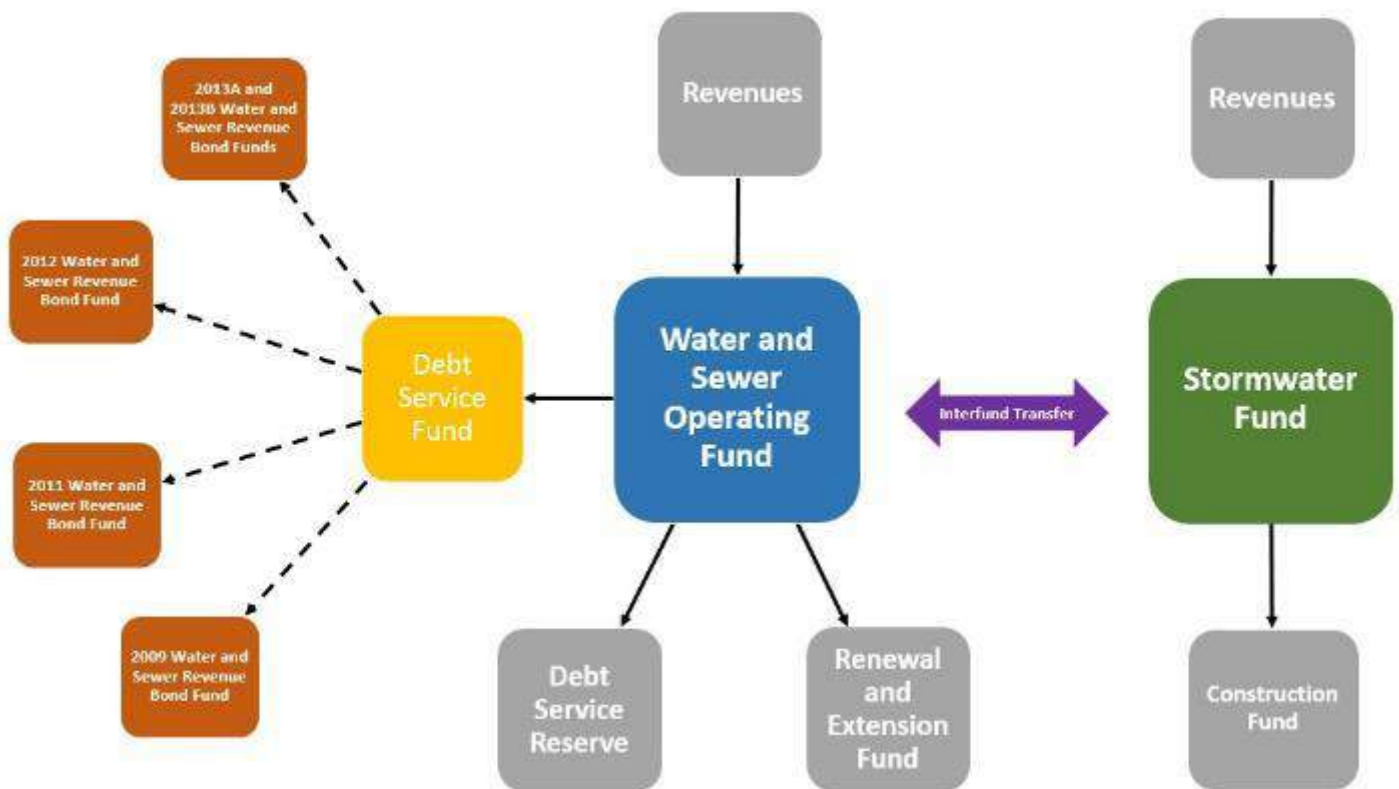 2013A and
2013B Water and
Sewer Revenue
Bond Funds
Revenues
Revenues
2012 Water and
Sewer Revenue
Bond Fund
Debt
Service
Fund
Water and
Sewer
Operating
Fund
Interfund Transfer
Stormwater
Fund
2011 Water and
Sewer Revenue
Bond Fund
2009 Water and
Sewer Revenue
Bond Fund
Debt
Service
Reserve
Renewal
and
Extension
Fund
Construction
Fund